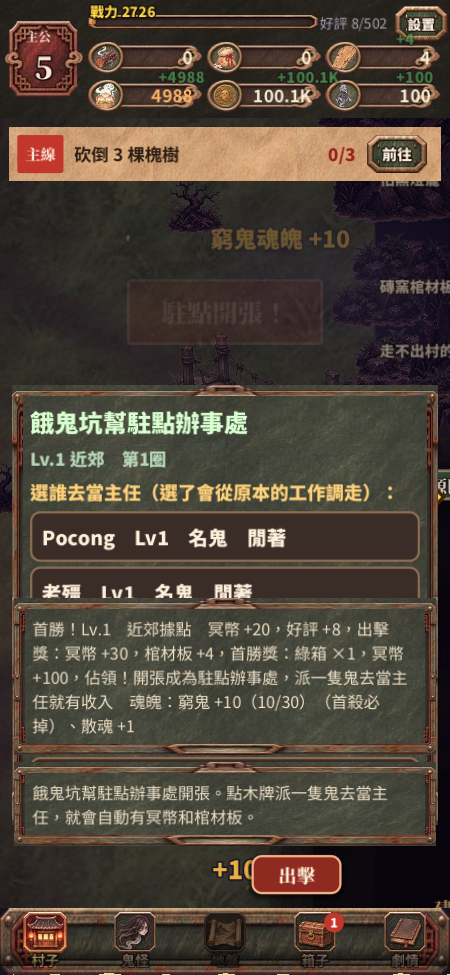 戰力 2726
主公
5
好評 8/502
設置
+4
0
0
4
+4988
+100.1K
+100
4988
100.1K
100
主線
砍倒 3 棵槐樹
0/3
前往
窮鬼魂魄 +10
磚窯棺材板
駐點開張！
走不出村的
餓鬼坑幫駐點辦事處
Lv.1 近郊　第1圈
選誰去當主任（選了會從原本的工作調走）：
Pocong　Lv1　名鬼　閒著
老殭　Lv1　名鬼　閒著
首勝！Lv.1　近郊據點　冥幣 +20，好評 +8，出擊
獎：冥幣 +30，棺材板 +4，首勝獎：綠箱 ×1，冥幣
+100，佔領！開張成為駐點辦事處，派一隻鬼去當主
任就有收入　魂魄：窮鬼 +10（10/30）（首殺必
掉）、散魂 +1
餓鬼坑幫駐點辦事處開張。點木牌派一隻鬼去當主
任，就會自動有冥幣和棺材板。
+10
出擊
1
村子
鬼怪
地盤
箱子
劇情